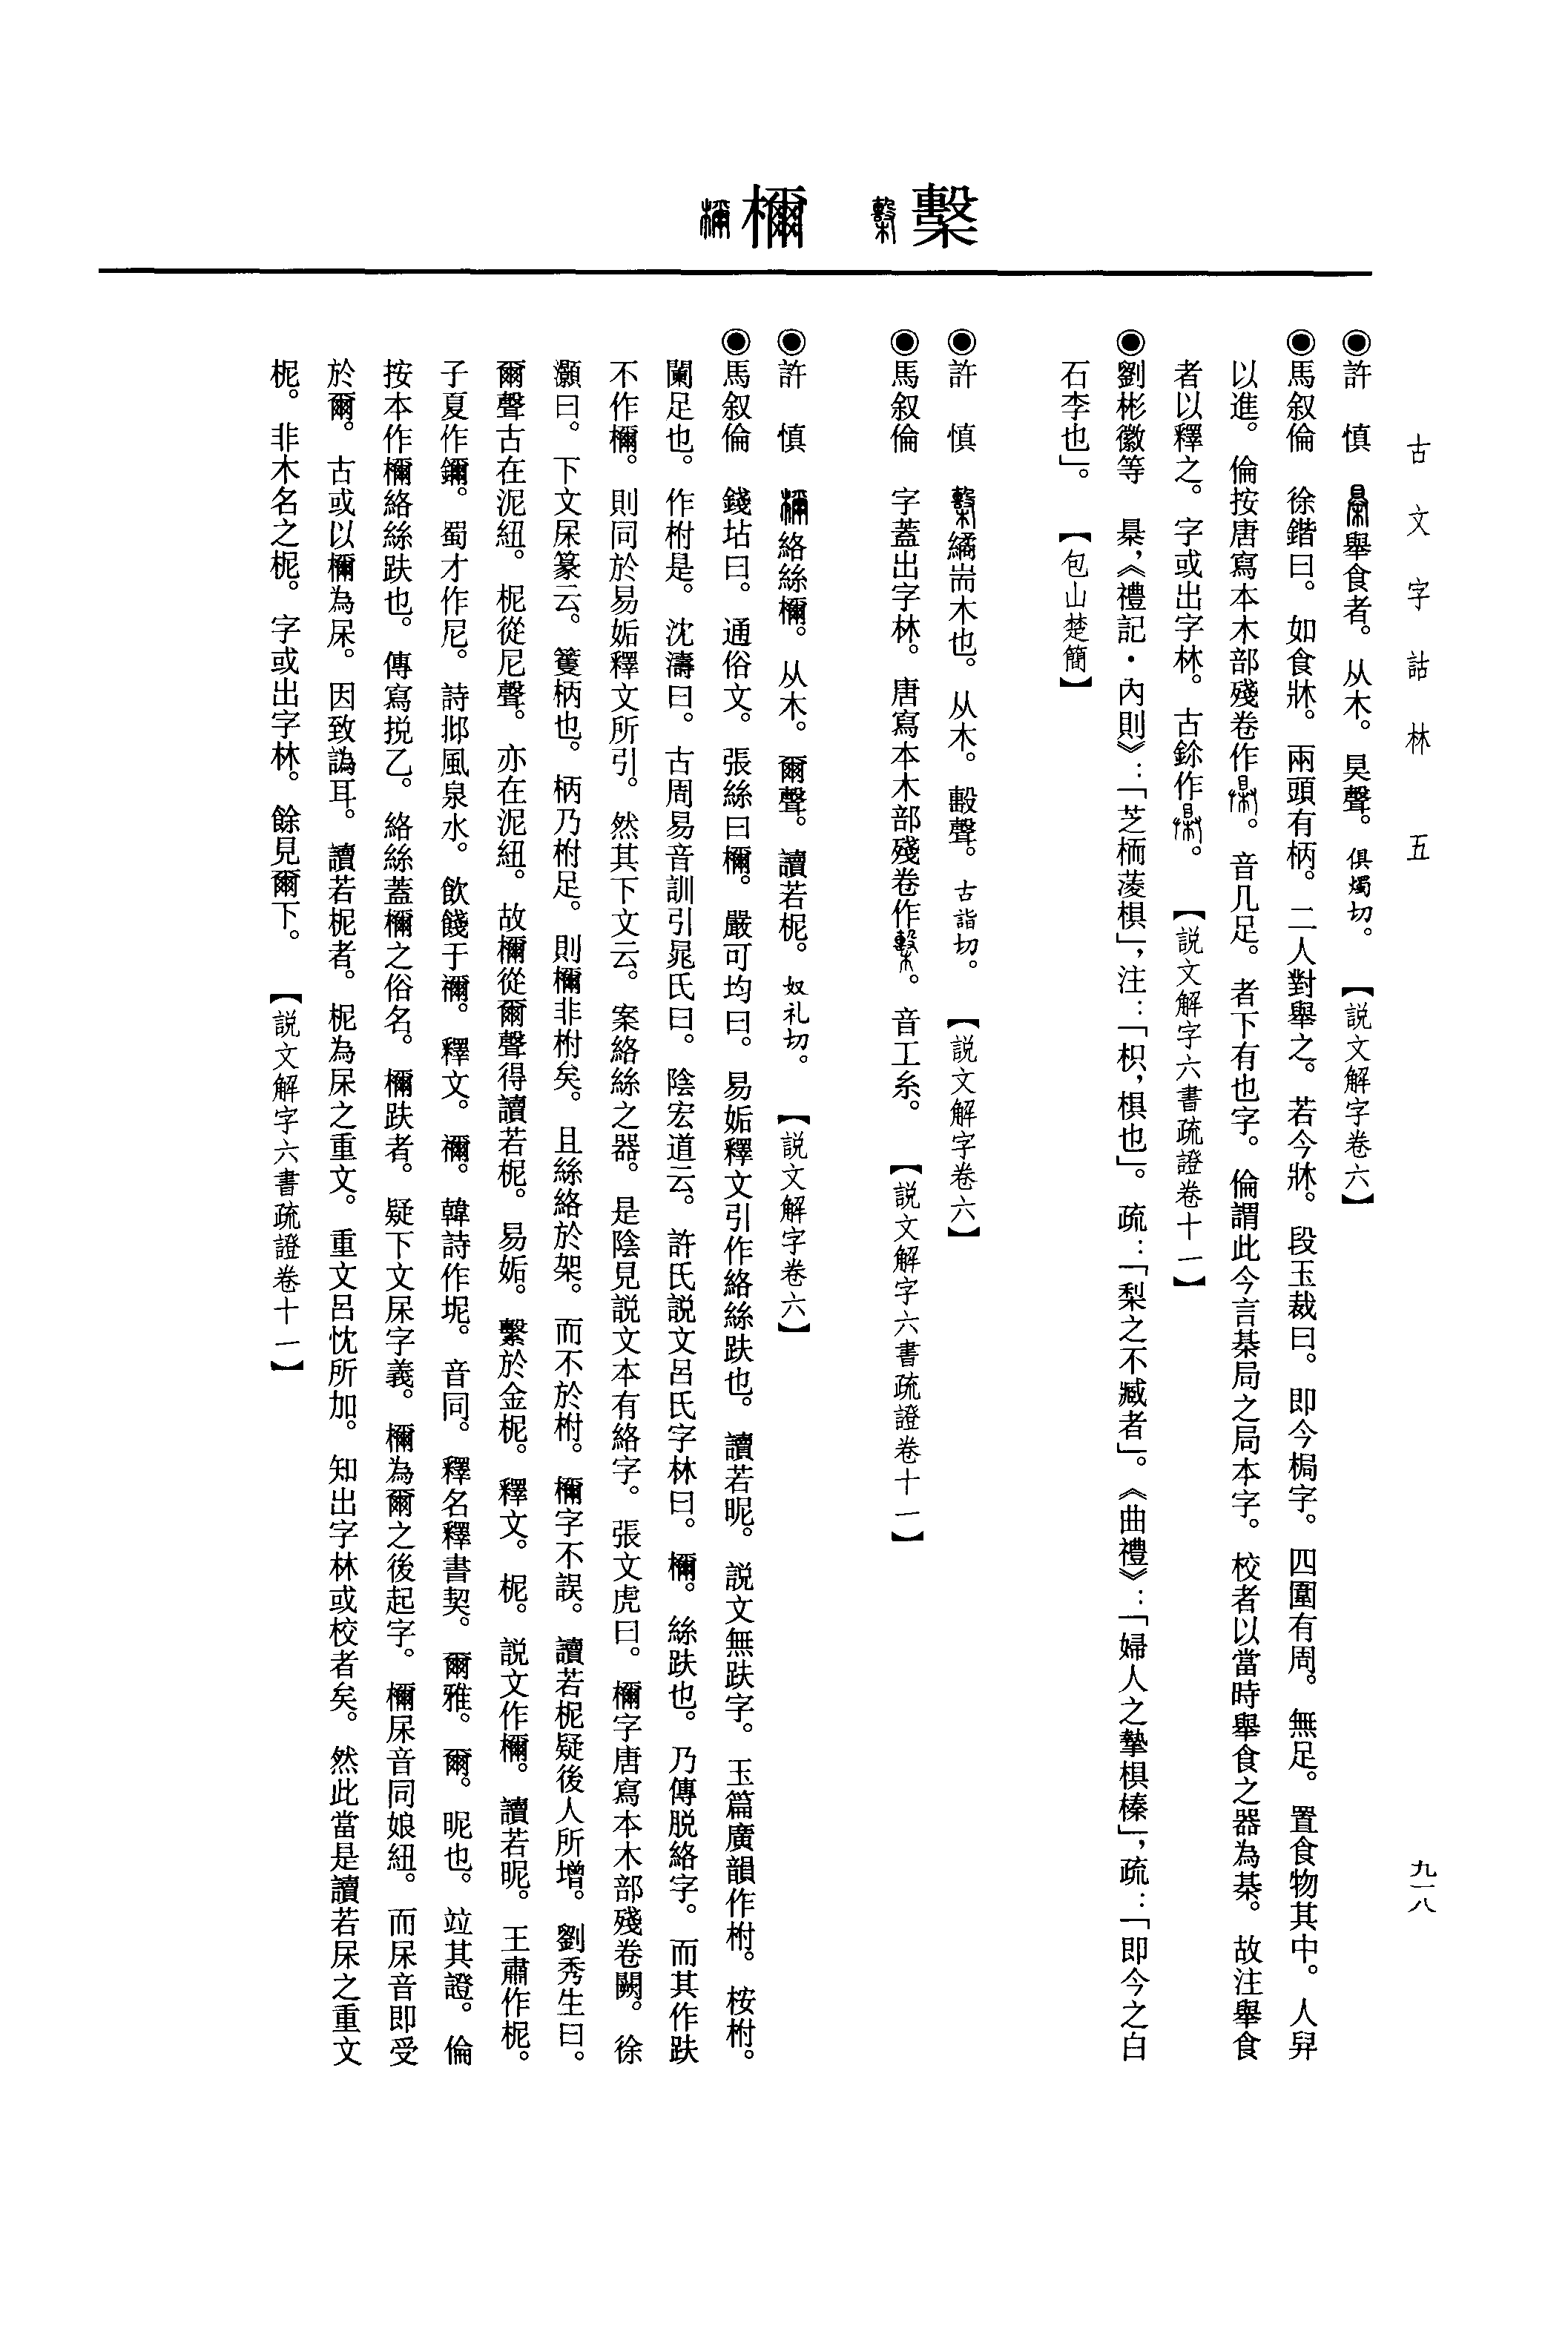 古文字詁林　五
九一八
檕
檷
◉許　慎　舉食者。从木。具聲。俱燭切。【説文解字卷六】
◉馬叙倫　徐鍇曰。如食牀。兩頭有柄。二人對舉之。若今牀。段玉裁曰。即今梮字。四圍有周。無足。置食物其中。人舁
以進。倫按唐寫本木部殘卷作。音几足。者下有也字。倫謂此今言棊局之局本字。校者以當時舉食之器為棊。故注舉食
者以釋之。字或出字林。古鉨作。【説文解字六書疏證卷十一】
◉劉彬徽等　梮，《禮記・內則》：「芝栭蔆椇」，注：「枳，椇也」。疏：「梨之不臧者」。《曲禮》：「婦人之摯椇榛」，疏：「即今之白
石李也」。【包山楚簡】
◉許　慎　繘耑木也。从木。毄聲。古詣切。【説文解字卷六】
◉馬叙倫　字蓋出字林。唐寫本木部殘卷作。音工糸。【説文解字六書疏證卷十一】
◉許　慎　絡絲檷。从木。爾聲。讀若柅。奴礼切。【説文解字卷六】
◉馬叙倫　錢坫曰。通俗文。張絲曰檷。嚴可均曰。易姤釋文引作絡絲趺也。讀若昵。説文無趺字。玉篇廣韻作柎。桉柎。
闌足也。作柎是。沈濤曰。古周易音訓引晁氏曰。陰宏道云。許氏説文呂氏字林曰。檷。絲趺也。乃傳脱絡字。而其作趺
不作檷。則同於易姤釋文所引。然其下文云。案絡絲之器。是陰見説文本有絡字。張文虎曰。檷字唐寫本木部殘卷闕。徐
灝曰。下文杘篆云。籆柄也。柄乃柎足。則檷非柎矣。且絲絡於架。而不於柎。檷字不誤。讀若柅疑後人所增。劉秀生曰。
爾聲古在泥紐。柅從尼聲。亦在泥紐。故檷從爾聲得讀若柅。易姤。繫於金柅。釋文。柅。説文作檷。讀若昵。王肅作柅。
子夏作鑈。蜀才作尼。詩邶風泉水。飲餞于禰。釋文。禰。韓詩作坭。音同。釋名釋書契。爾雅。爾。昵也。竝其證。倫
按本作檷絡絲趺也。傳寫捝乙。絡絲蓋檷之俗名。檷趺者。疑下文杘字義。檷為爾之後起字。檷杘音同娘紐。而杘音即受
於爾。古或以檷為杘。因致譌耳。讀若柅者。柅為杘之重文。重文呂忱所加。知出字林或校者矣。然此當是讀若杘之重文
柅。非木名之柅。字或出字林。餘見爾下。【説文解字六書疏證卷十一】